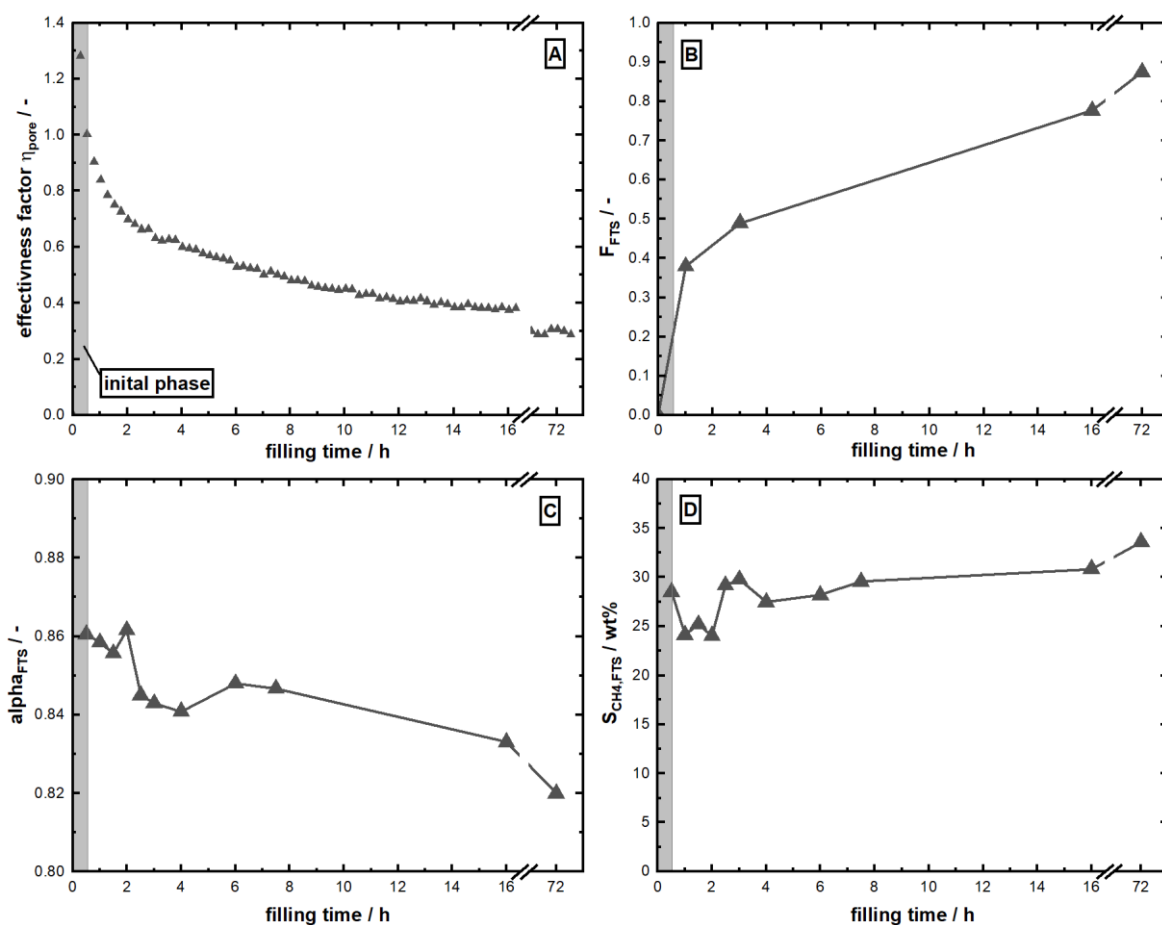 A
effectivness factor ηpore / -
1.4
1.2
1.0
0.8
0.6
0.4
0.2
0.0
inital phase
0 2 4 6 8 10 12 14 16 72
filling time / h
B
FFTS / -
1.0
0.9
0.8
0.7
0.6
0.5
0.4
0.3
0.2
0.1
0.0
0 2 4 6 8 10 12 14 16 72
filling time / h
C
alphaFTS / -
0.90
0.88
0.86
0.84
0.82
0.80
0 2 4 6 8 10 12 14 16 72
filling time / h
D
SCH4,FTS / wt%
40
35
30
25
20
15
10
5
0
0 2 4 6 8 10 12 14 16 72
filling time / h